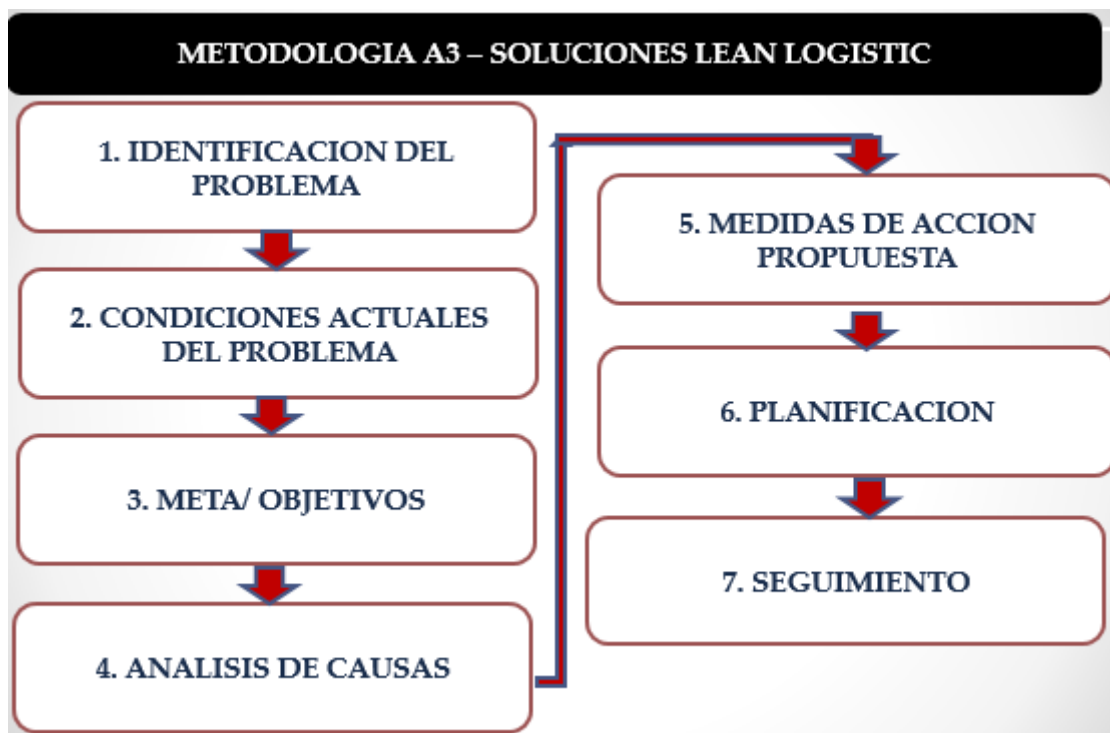 METODOLOGIA A3 – SOLUCIONES LEAN LOGISTIC
1. IDENTIFICACION DEL
PROBLEMA
2. CONDICIONES ACTUALES
DEL PROBLEMA
3. META/ OBJETIVOS
4. ANALISIS DE CAUSAS
5. MEDIDAS DE ACCION
PROPUUESTA
6. PLANIFICACION
7. SEGUIMIENTO